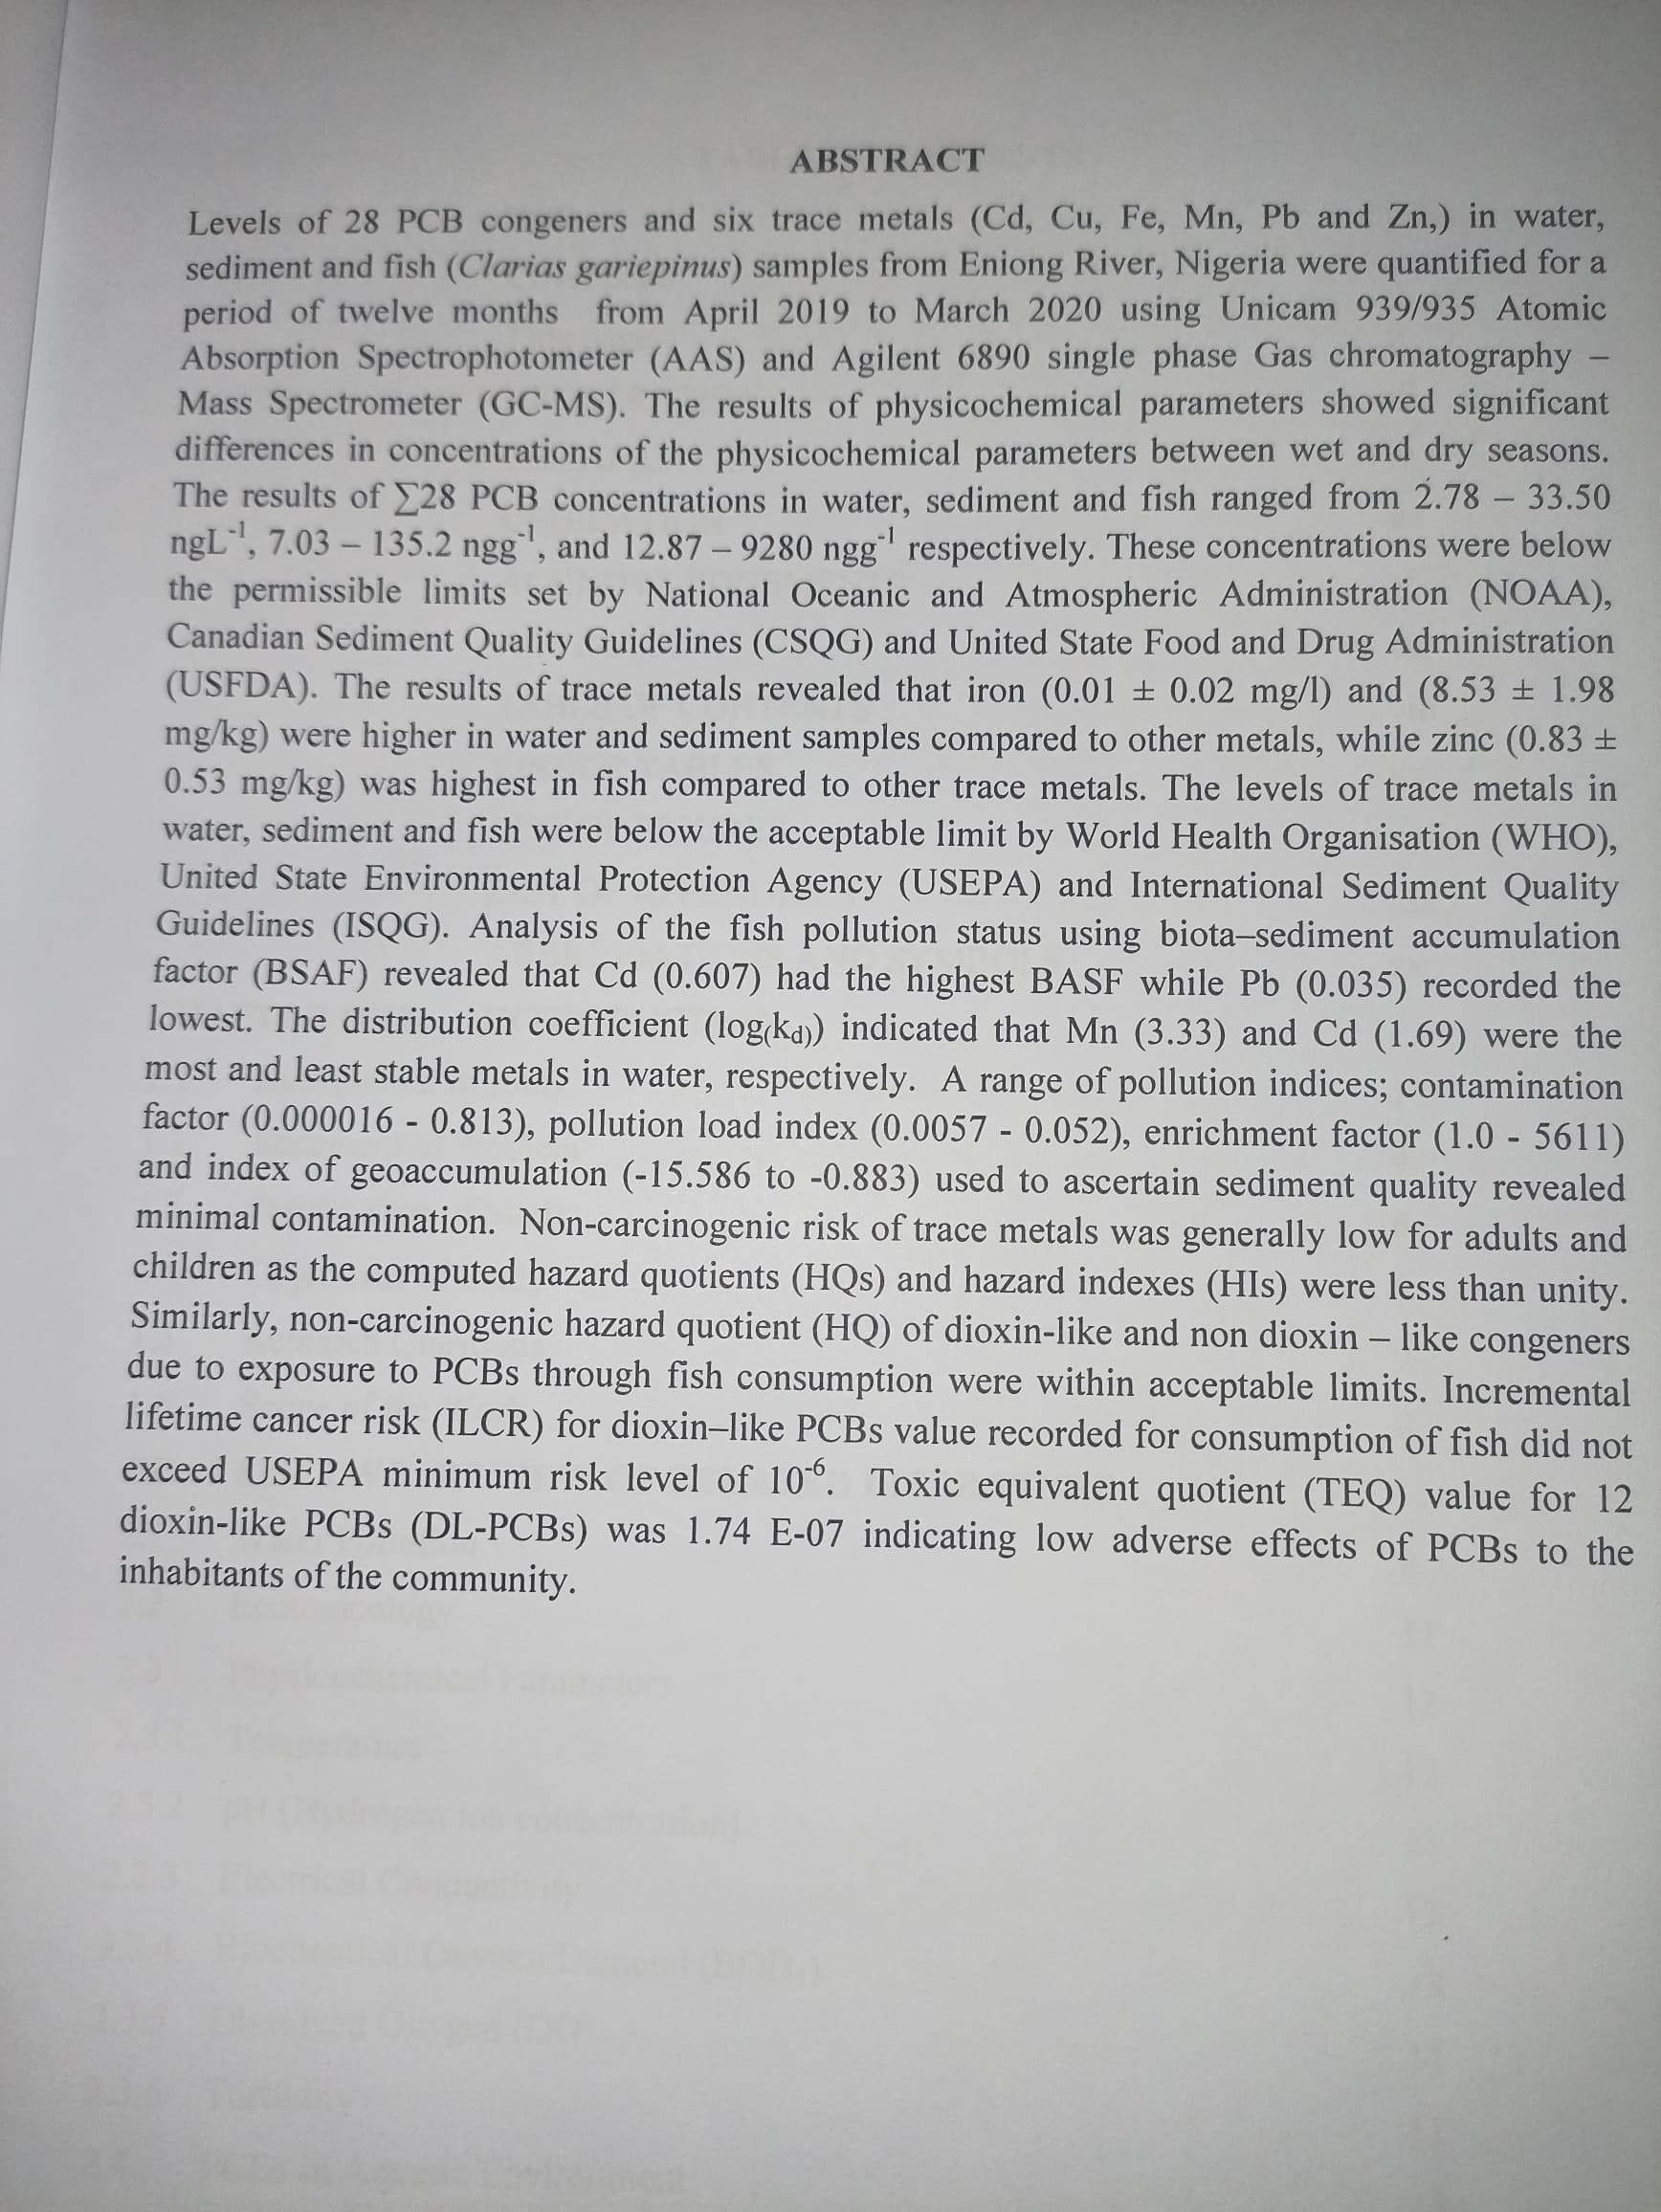 ABSTRACT
Levels of 28 PCB congeners and six trace metals (Cd, Cu, Fe, Mn, Pb and Zn,) in water,
sediment and fish (Clarias gariepinus) samples from Eniong River, Nigeria were quantified for a
period of twelve months from April 2019 to March 2020 using Unicam 939/935 Atomic
Absorption Spectrophotometer (AAS) and Agilent 6890 single phase Gas chromatography –
Mass Spectrometer (GC-MS). The results of physicochemical parameters showed significant
differences in concentrations of the physicochemical parameters between wet and dry seasons.
The results of ∑28 PCB concentrations in water, sediment and fish ranged from 2.78 – 33.50
ngL⁻¹, 7.03 – 135.2 ngg⁻¹, and 12.87 – 9280 ngg⁻¹ respectively. These concentrations were below
the permissible limits set by National Oceanic and Atmospheric Administration (NOAA),
Canadian Sediment Quality Guidelines (CSQG) and United State Food and Drug Administration
(USFDA). The results of trace metals revealed that iron (0.01 ± 0.02 mg/l) and (8.53 ± 1.98
mg/kg) were higher in water and sediment samples compared to other metals, while zinc (0.83 ±
0.53 mg/kg) was highest in fish compared to other trace metals. The levels of trace metals in
water, sediment and fish were below the acceptable limit by World Health Organisation (WHO),
United State Environmental Protection Agency (USEPA) and International Sediment Quality
Guidelines (ISQG). Analysis of the fish pollution status using biota–sediment accumulation
factor (BSAF) revealed that Cd (0.607) had the highest BASF while Pb (0.035) recorded the
lowest. The distribution coefficient (log(kd)) indicated that Mn (3.33) and Cd (1.69) were the
most and least stable metals in water, respectively. A range of pollution indices; contamination
factor (0.000016 - 0.813), pollution load index (0.0057 - 0.052), enrichment factor (1.0 - 5611)
and index of geoaccumulation (-15.586 to -0.883) used to ascertain sediment quality revealed
minimal contamination. Non-carcinogenic risk of trace metals was generally low for adults and
children as the computed hazard quotients (HQs) and hazard indexes (HIs) were less than unity.
Similarly, non-carcinogenic hazard quotient (HQ) of dioxin-like and non dioxin – like congeners
due to exposure to PCBs through fish consumption were within acceptable limits. Incremental
lifetime cancer risk (ILCR) for dioxin–like PCBs value recorded for consumption of fish did not
exceed USEPA minimum risk level of 10⁻⁶. Toxic equivalent quotient (TEQ) value for 12
dioxin-like PCBs (DL-PCBs) was 1.74 E-07 indicating low adverse effects of PCBs to the
inhabitants of the community.